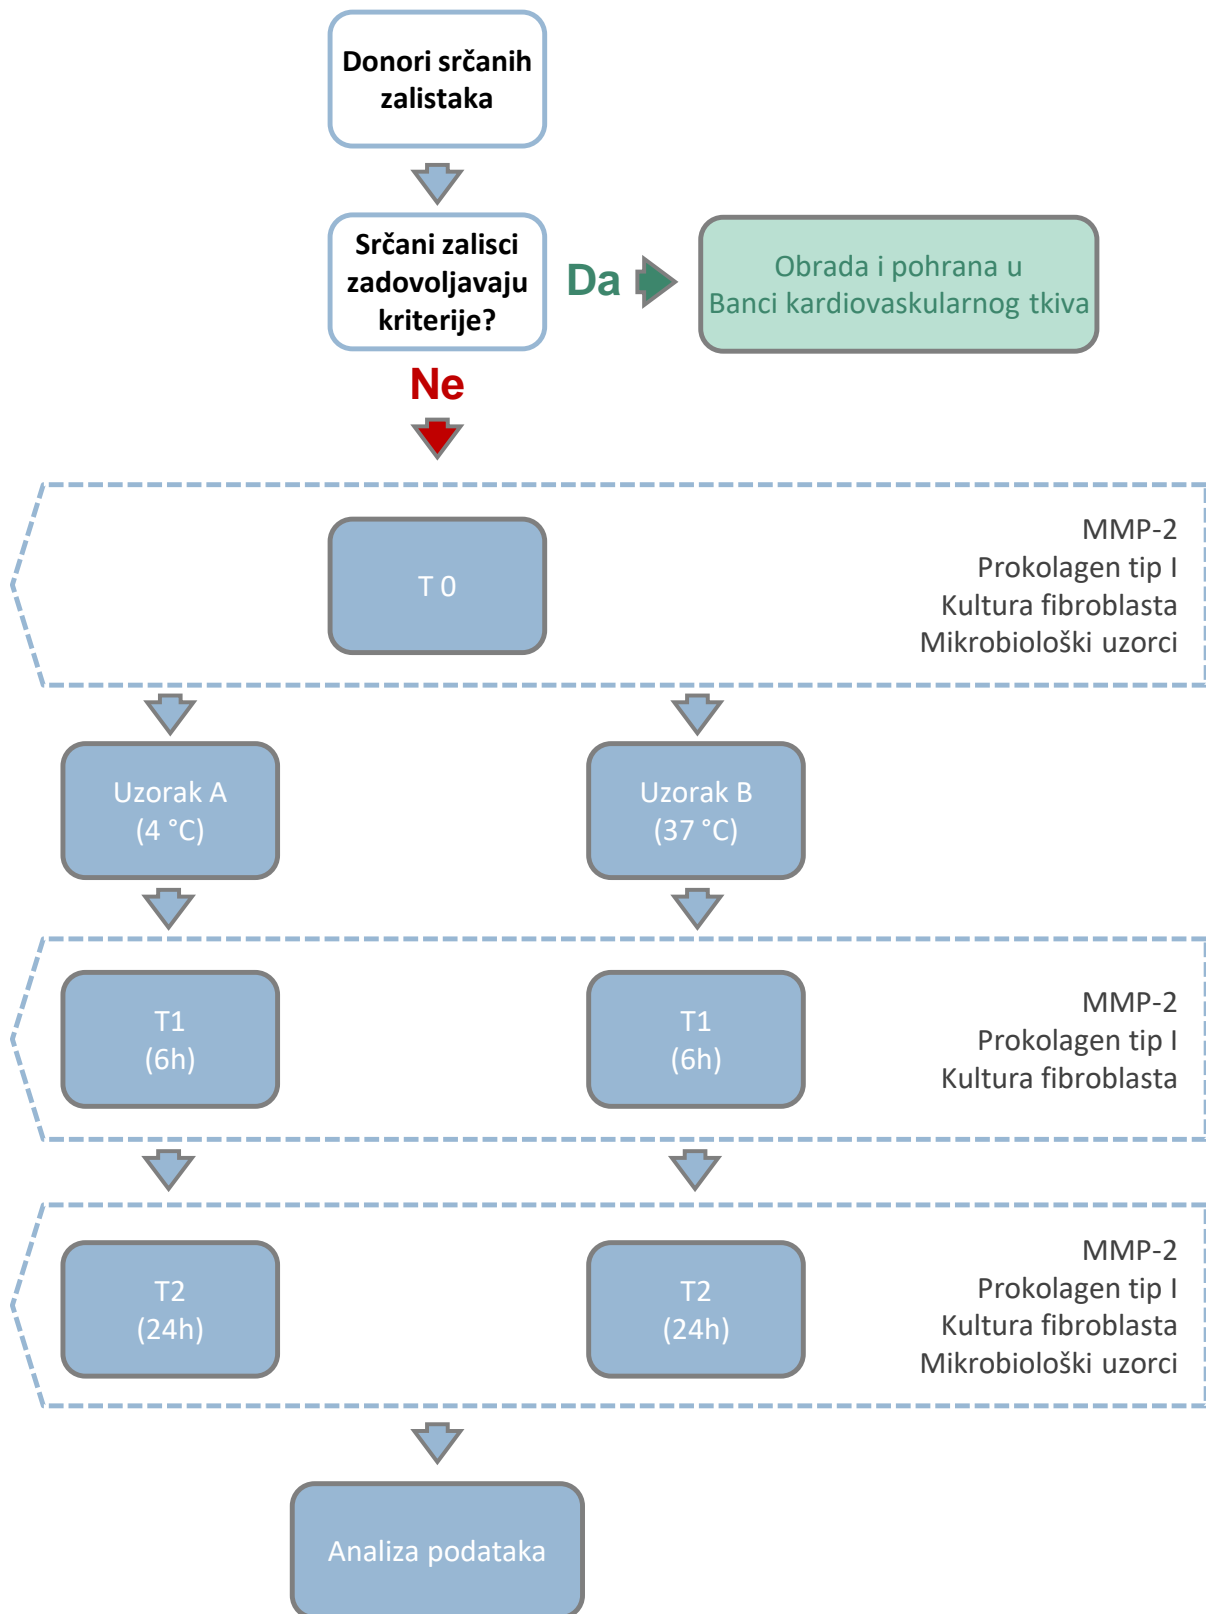 Donori srčanih
zalistaka
Srčani zalisci
zadovoljavaju
kriterije?
Da
Obrada i pohrana u
Banci kardiovaskularnog tkiva
Ne
T 0
MMP-2
Prokolagen tip I
Kultura fibroblasta
Mikrobiološki uzorci
Uzorak A
(4 °C)
Uzorak B
(37 °C)
T1
(6h)
T1
(6h)
MMP-2
Prokolagen tip I
Kultura fibroblasta
T2
(24h)
T2
(24h)
MMP-2
Prokolagen tip I
Kultura fibroblasta
Mikrobiološki uzorci
Analiza podataka